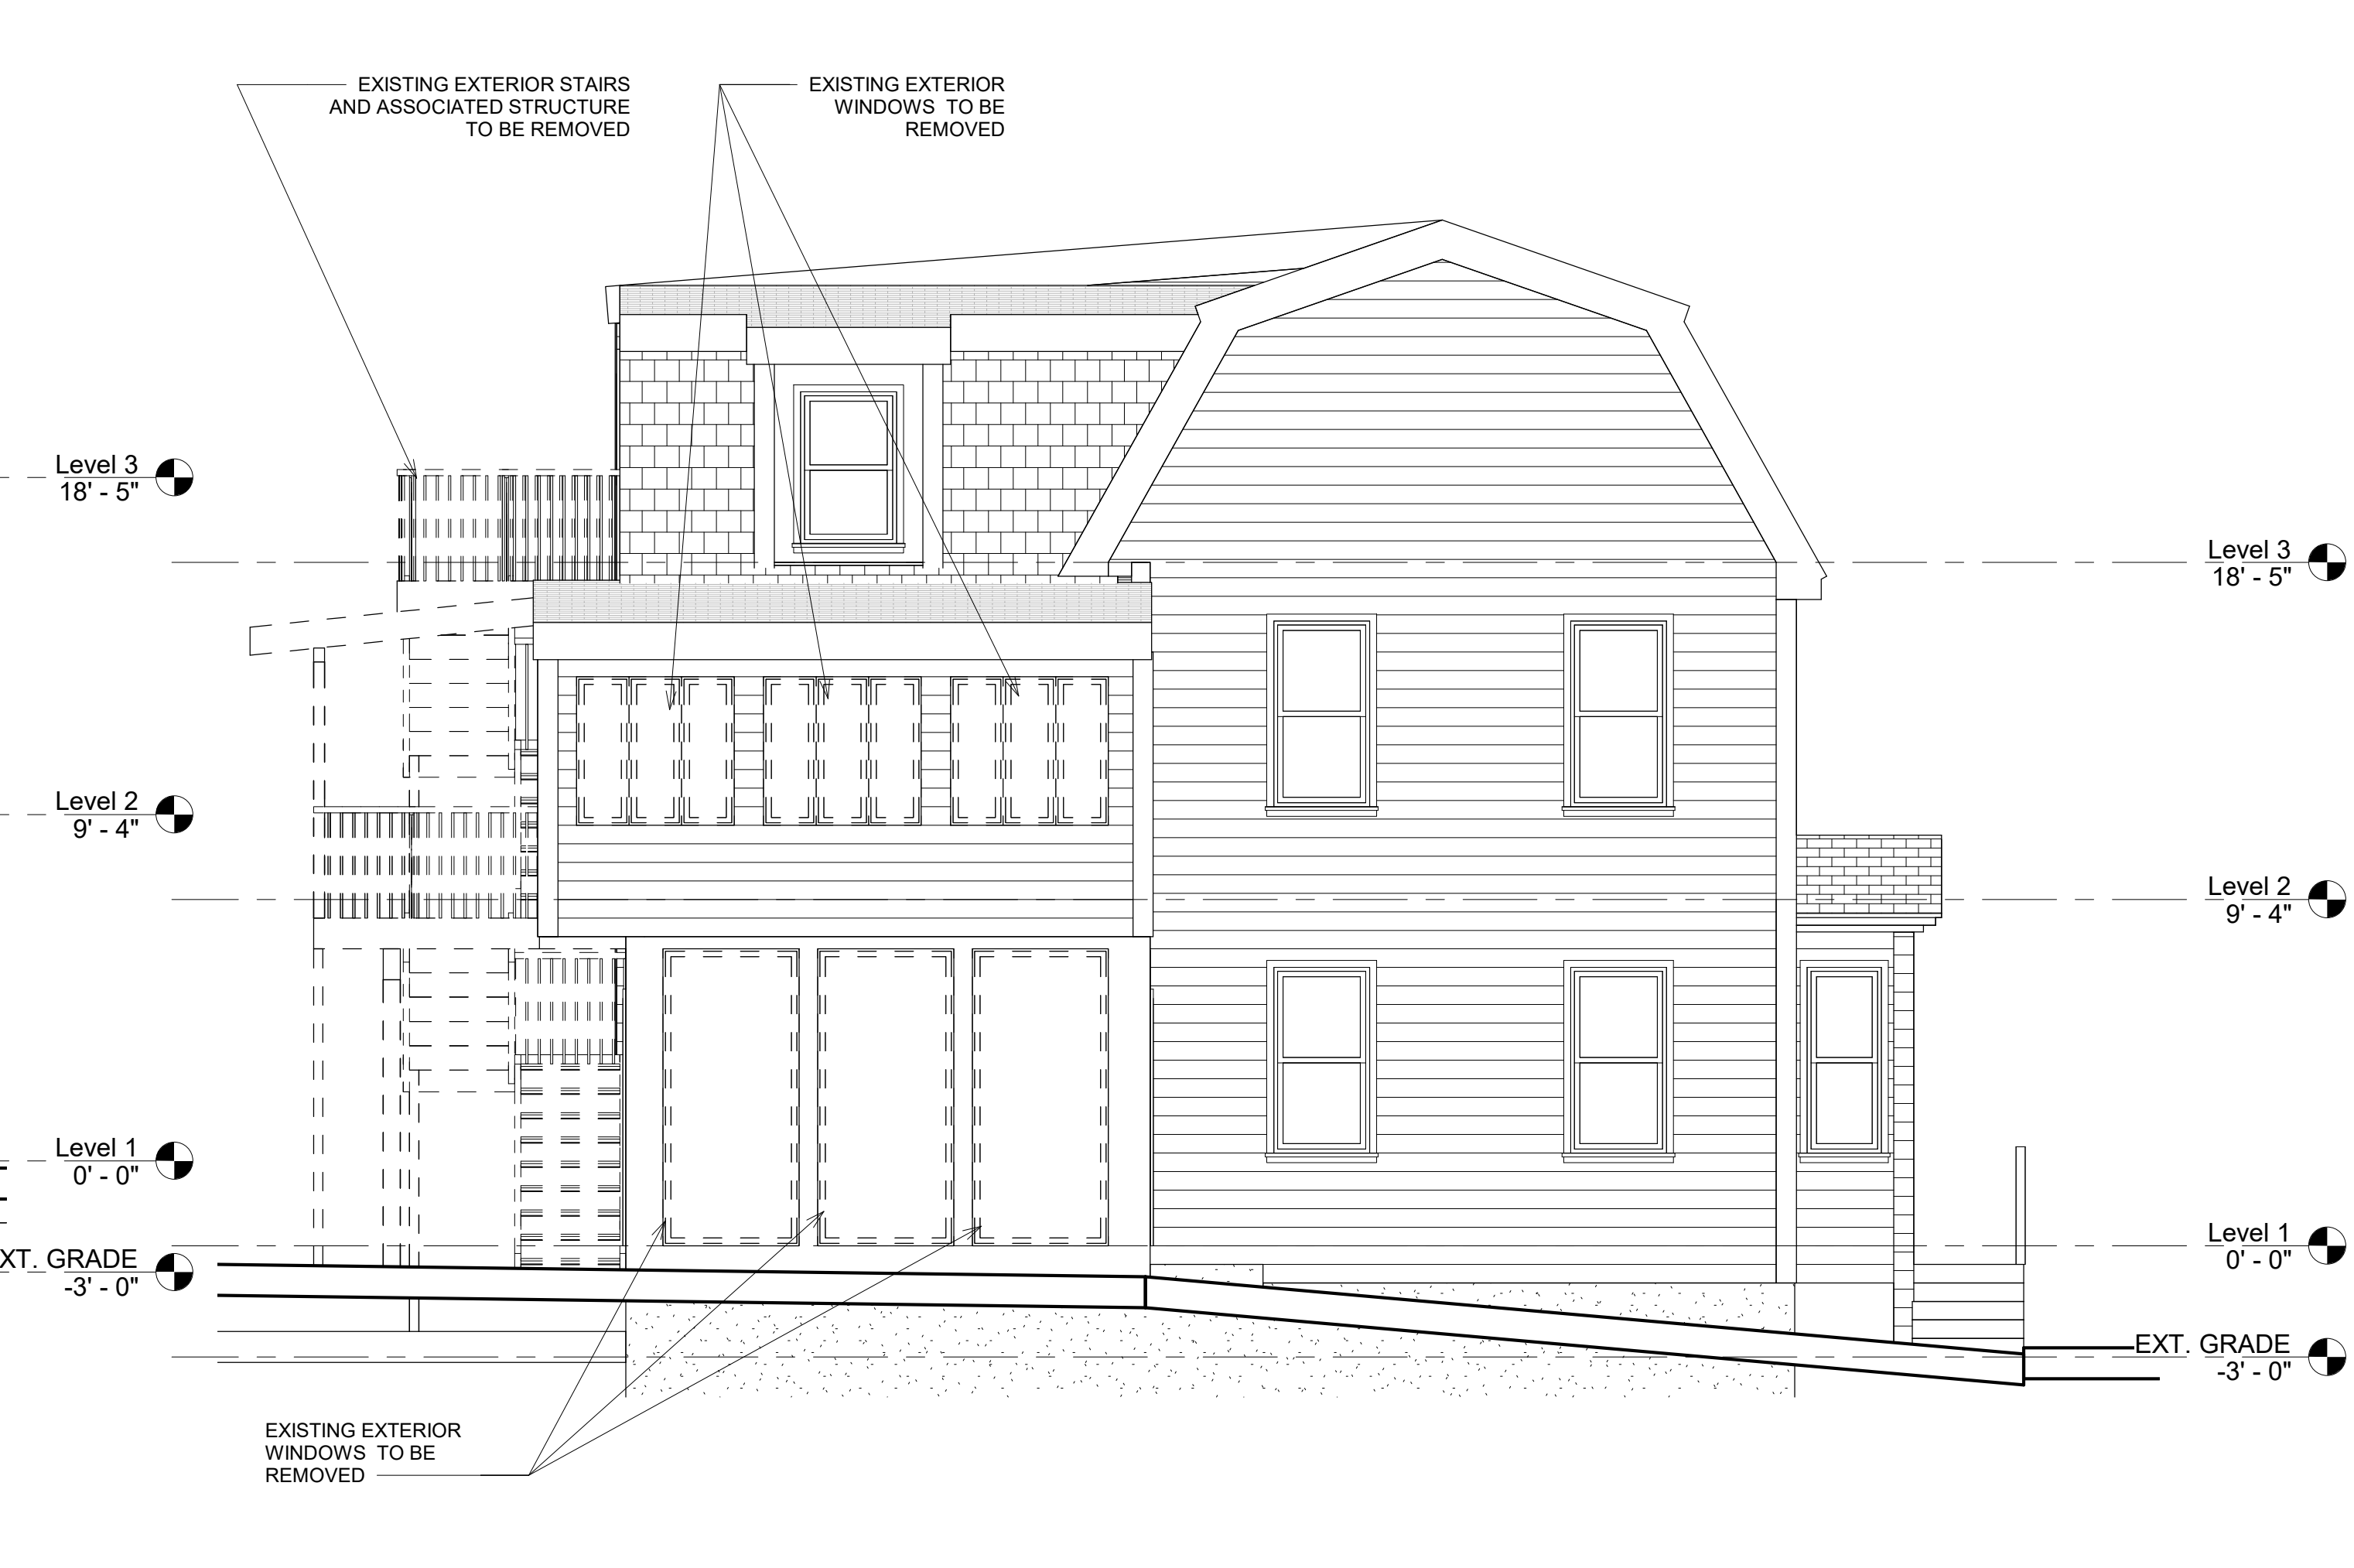 EXISTING EXTERIOR STAIRS
AND ASSOCIATED STRUCTURE
TO BE REMOVED
EXISTING EXTERIOR
WINDOWS TO BE
REMOVED
Level 3
18' - 5"
Level 3
18' - 5"
Level 2
9' - 4"
Level 2
9' - 4"
Level 1
0' - 0"
Level 1
0' - 0"
XT. GRADE
-3' - 0"
EXT. GRADE
-3' - 0"
EXISTING EXTERIOR
WINDOWS TO BE
REMOVED